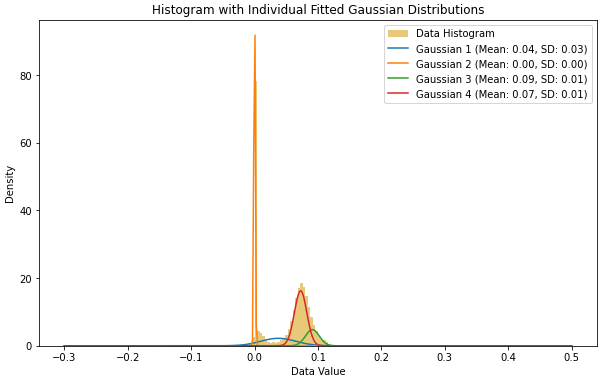 Histogram with Individual Fitted Gaussian Distributions
Data Histogram
Gaussian 1 (Mean: 0.04, SD: 0.03)
Gaussian 2 (Mean: 0.00, SD: 0.00)
Gaussian 3 (Mean: 0.09, SD: 0.01)
Gaussian 4 (Mean: 0.07, SD: 0.01)
Density
80
60
40
20
0
−0.3 −0.2 −0.1 0.0 0.1 0.2 0.3 0.4 0.5
Data Value